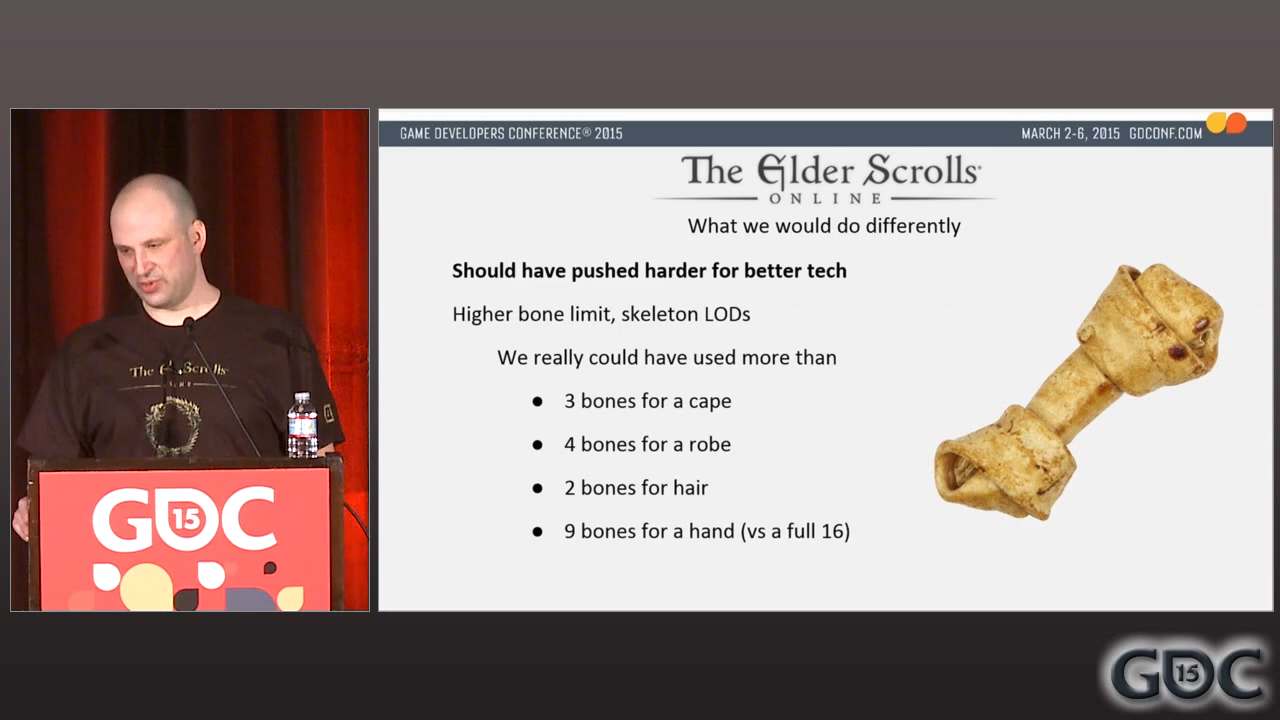 GAME DEVELOPERS CONFERENCE® 2015
MARCH 2-6, 2015 GDCONF.COM
The Elder Scrolls
ONLINE
What we would do differently
Should have pushed harder for better tech
Higher bone limit, skeleton LODs
We really could have used more than
● 3 bones for a cape
● 4 bones for a robe
● 2 bones for hair
● 9 bones for a hand (vs a full 16)
The Elder Scrolls
GDC
15
GDC
15